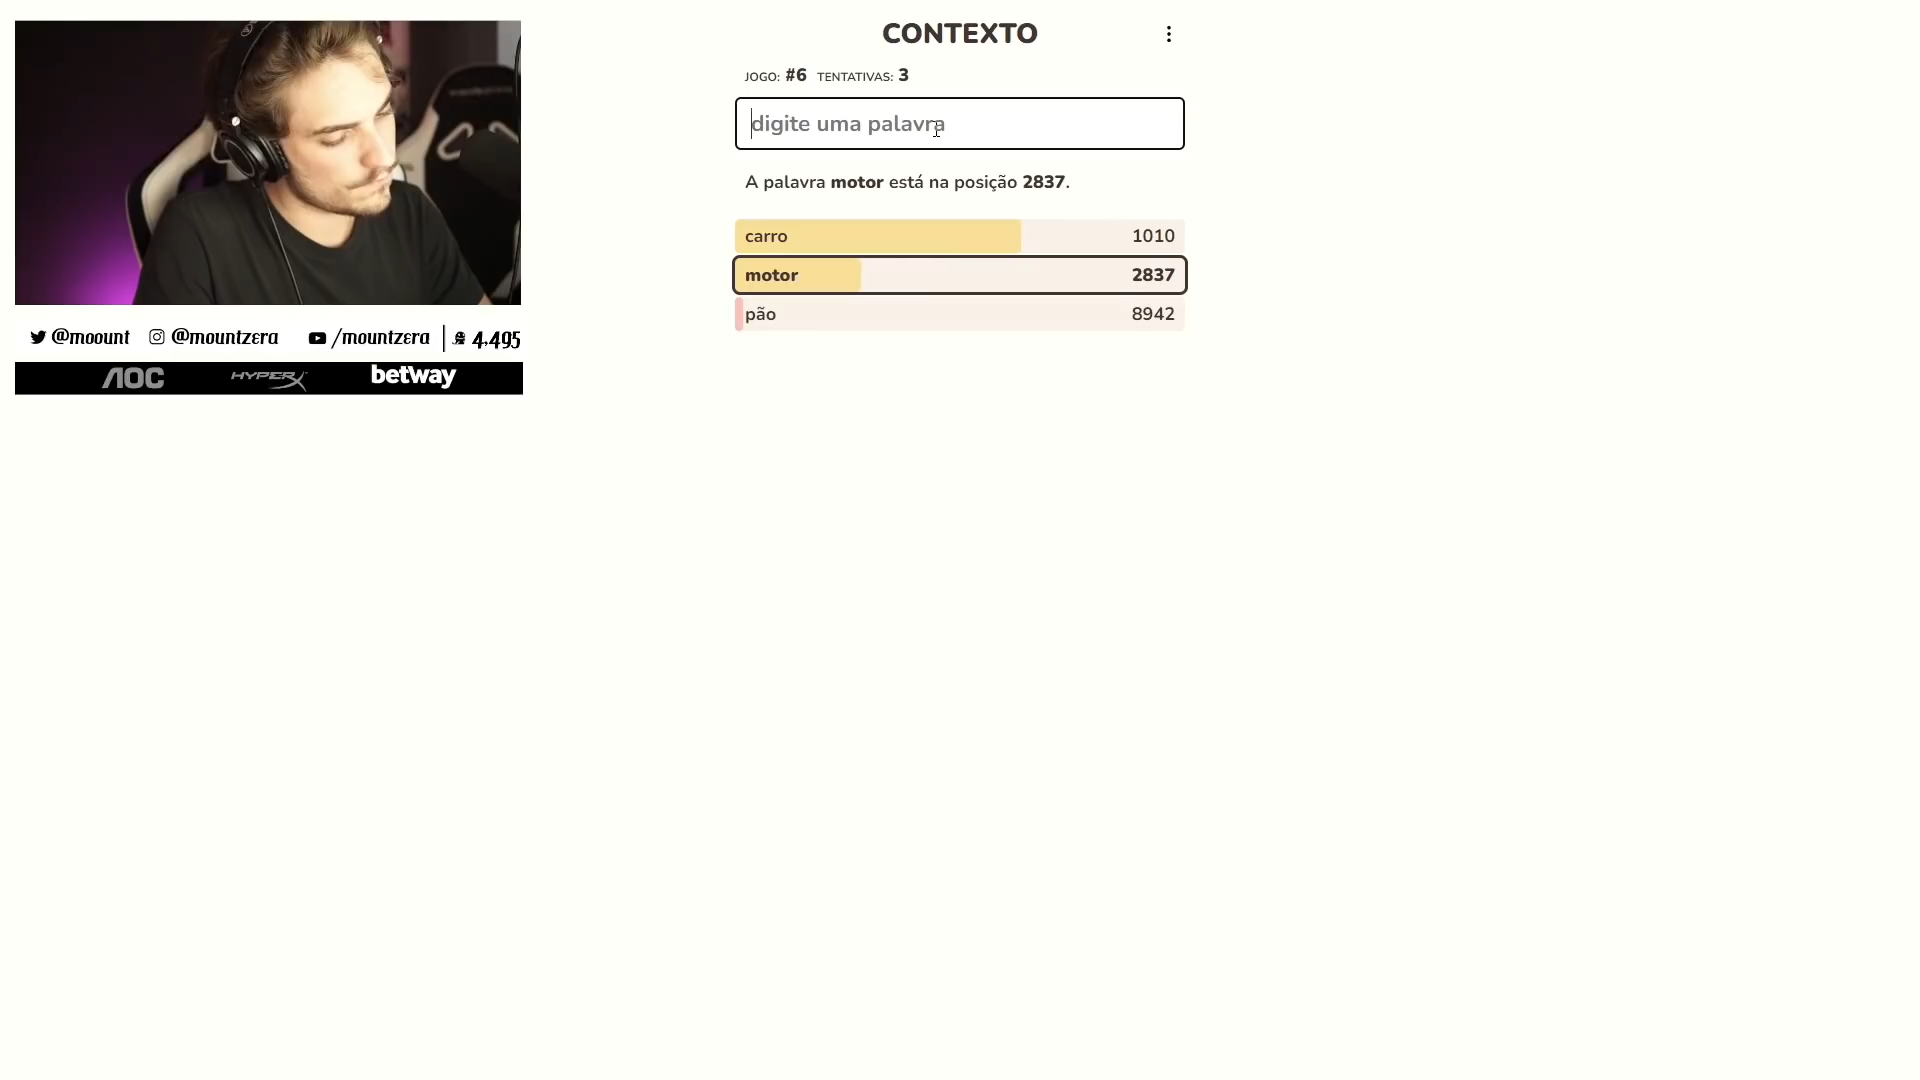 CONTEXTO
JOGO: #6 TENTATIVAS: 3
digite uma palavra
A palavra motor está na posição 2837.
carro 1010
motor 2837
pão 8942
@moount @mountzera /mountzera | 4.495
AOC HYPERX betway